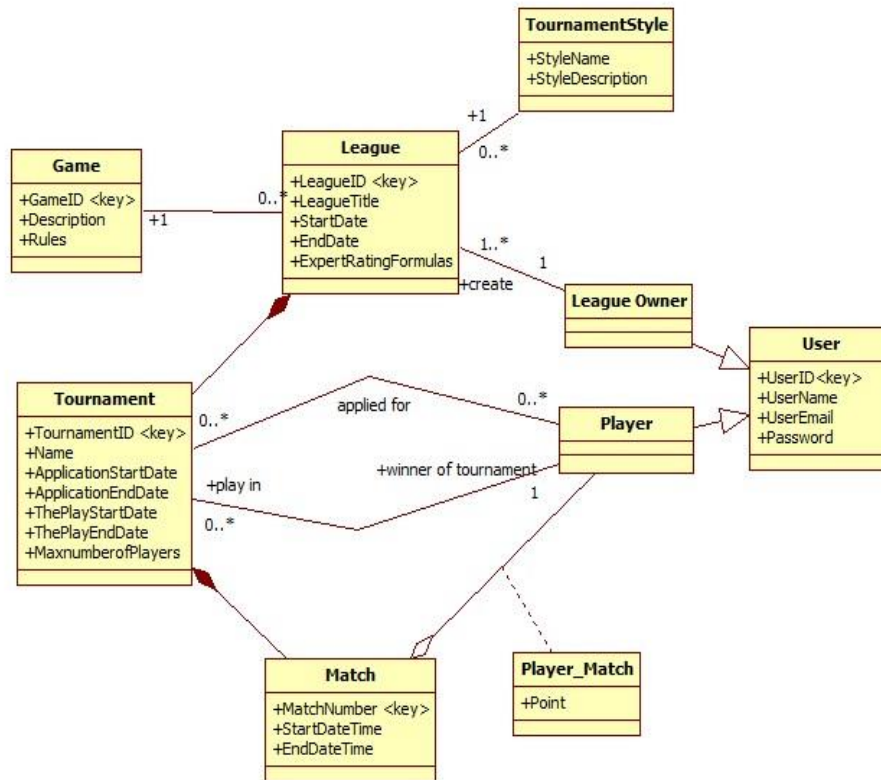 TournamentStyle
+StyleName
+StyleDescription
+1
0..*
League
+LeagueID <key>
+LeagueTitle
+StartDate
+EndDate
+ExpertRatingFormulas
Game
+GameID <key>
+Description
+Rules
+1
0..*
1..*
1
+create
League Owner
User
+UserID<key>
+UserName
+UserEmail
+Password
Tournament
+TournamentID <key>
+Name
+ApplicationStartDate
+ApplicationEndDate
+ThePlayStartDate
+ThePlayEndDate
+MaxnumberofPlayers
0..*
applied for
0..*
Player
+play in
+winner of tournament
0..*
1
Match
+MatchNumber <key>
+StartDateTime
+EndDateTime
Player_Match
+Point